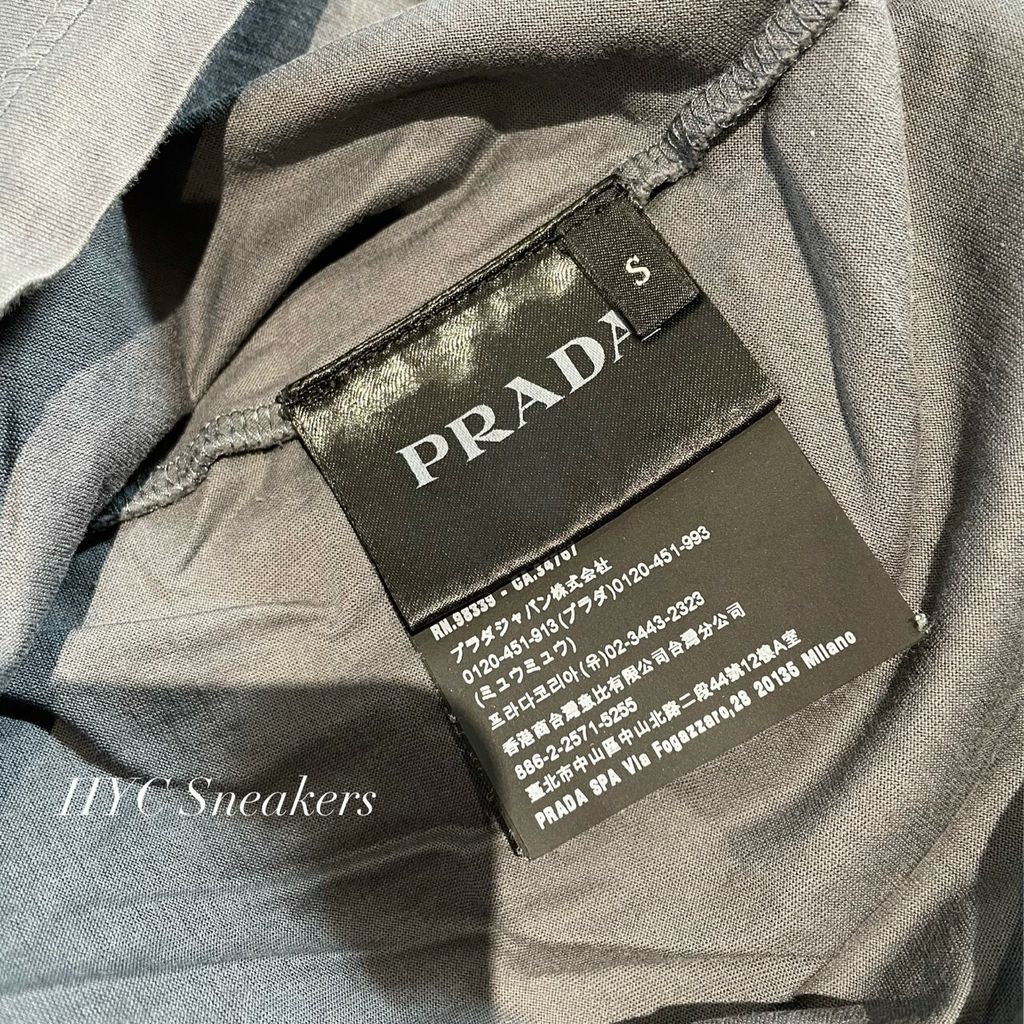 S
PRADA
RN.95339 - CA.34767
プラダジャパン株式会社
0120-451-913(プラダ)0120-451-993
(ミュウミュウ)
프라다코리아(유)02-3443-2323
香港商台灣壹比有限公司台灣分公司
886-2-2571-5255
臺北市中山區中山北路二段44號12樓A室
PRADA SPA Via Fogazzaro,28 20135 Milano
HYC Sneakers